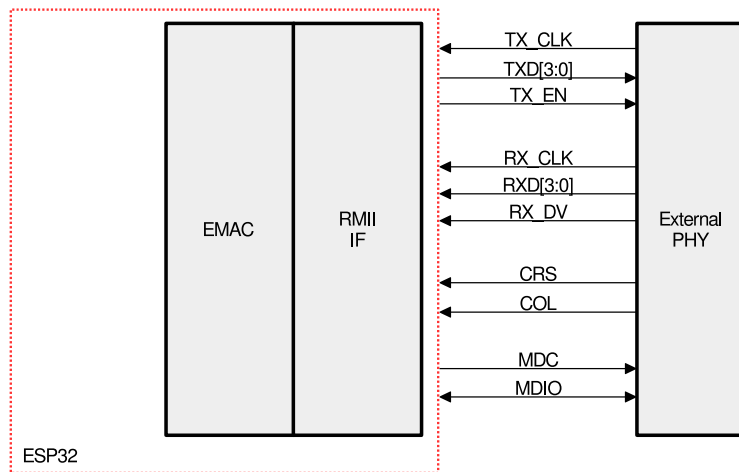 TX_CLK
TXD[3:0]
TX_EN
RX_CLK
RXD[3:0]
RX_DV
EMAC
RMII
IF
External
PHY
CRS
COL
MDC
MDIO
ESP32